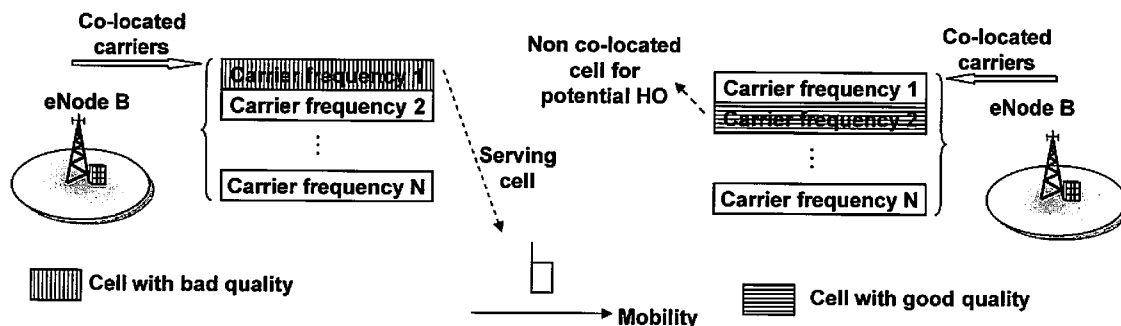 Co-located
carriers
eNode B
Carrier frequency 1
Carrier frequency 2
⋮
Carrier frequency N
Serving
cell
Non co-located
cell for
potential HO
Co-located
carriers
eNode B
Carrier frequency 1
Carrier frequency 2
⋮
Carrier frequency N
Cell with bad quality
Mobility
Cell with good quality